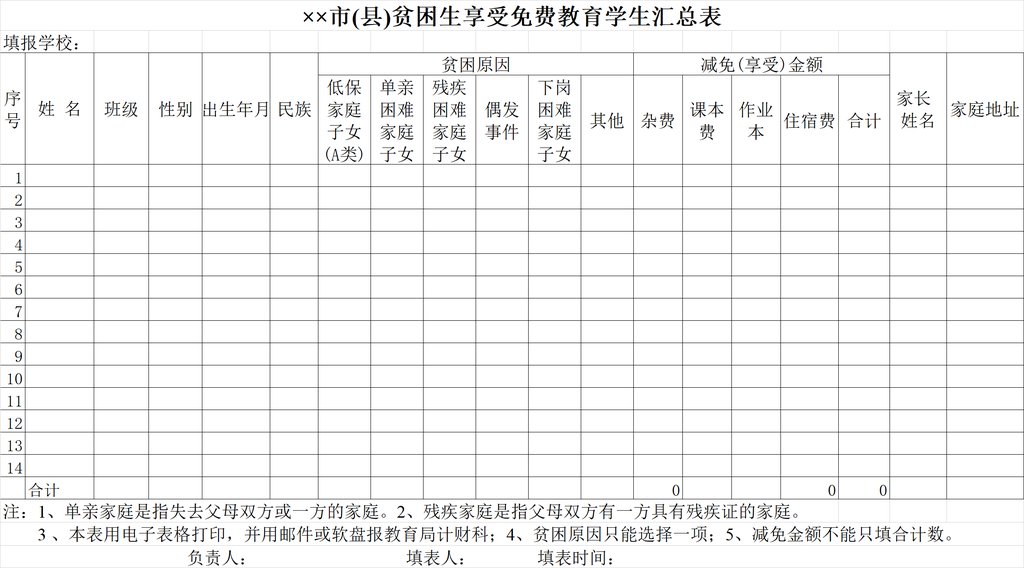 ××市(县)贫困生享受免费教育学生汇总表
填报学校：
序号 姓 名 班级 性别 出生年月 民族 贫困原因 减免(享受)金额 家长姓名 家庭地址
低保家庭子女(A类) 单亲困难家庭子女 残疾困难家庭子女 偶发事件 下岗困难家庭子女 其他 杂费 课本费 作业本 住宿费 合计
1
2
3
4
5
6
7
8
9
10
11
12
13
14
合计 0 0 0
注：1、单亲家庭是指失去父母双方或一方的家庭。2、残疾家庭是指父母双方有一方具有残疾证的家庭。
3 、本表用电子表格打印，并用邮件或软盘报教育局计财科；4、贫困原因只能选择一项；5、减免金额不能只填合计数。
负责人： 填表人： 填表时间：